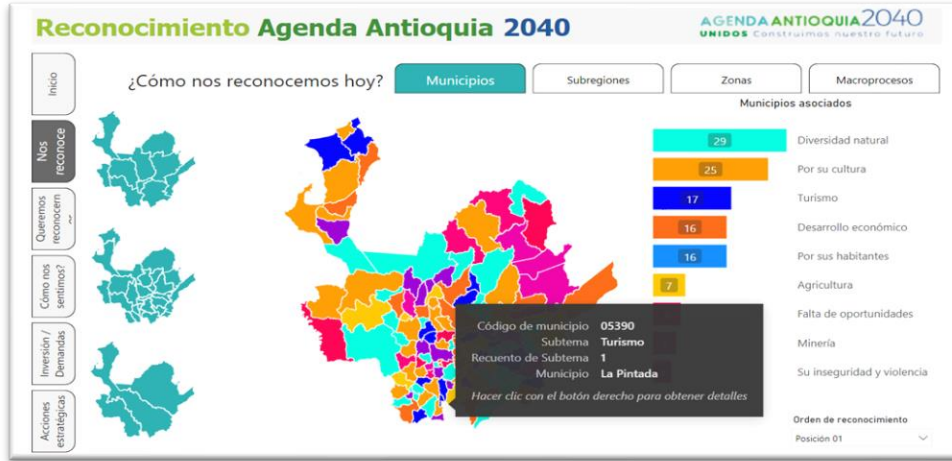 Reconocimiento Agenda Antioquia 2040
AGENDA ANTIOQUIA 2040
UNIDOS Construimos nuestro futuro
Inicio
Nos
reconoce
Queremos
reconocern
Cómo nos
sentimos?
Inversión /
Demandas
Acciones
estratégicas
¿Cómo nos reconocemos hoy?
Municipios
Subregiones
Zonas
Macroprocesos
Municipios asociados
29 Diversidad natural
25 Por su cultura
17 Turismo
16 Desarrollo económico
16 Por sus habitantes
7 Agricultura
Falta de oportunidades
Minería
Su inseguridad y violencia
Código de municipio 05390
Subtema Turismo
Recuento de Subtema 1
Municipio La Pintada
Hacer clic con el botón derecho para obtener detalles
Orden de reconocimiento
Posición 01